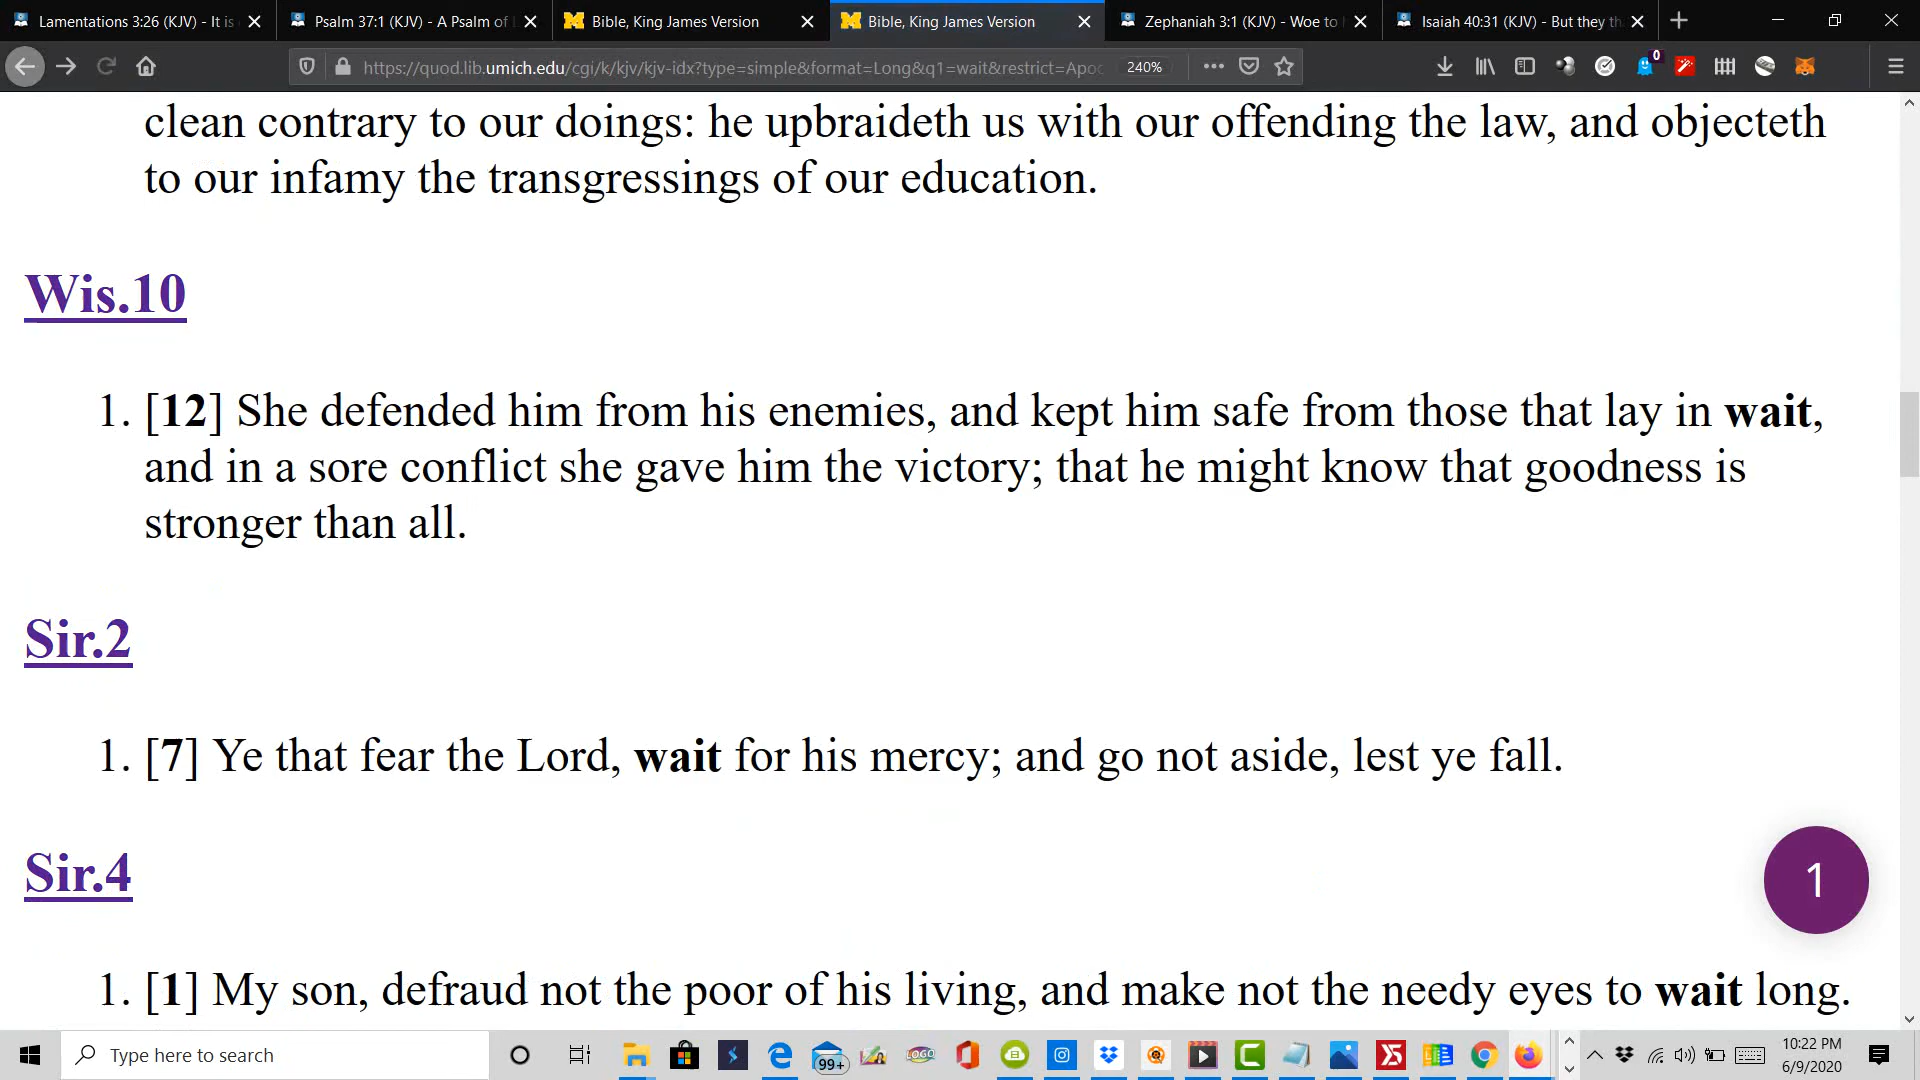 Lamentations 3:26 (KJV) - It is
Psalm 37:1 (KJV) - A Psalm of
Bible, King James Version
Bible, King James Version
Zephaniah 3:1 (KJV) - Woe to
Isaiah 40:31 (KJV) - But they th
https://quod.lib.umich.edu/cgi/k/kjv/kjv-idx?type=simple&format=Long&q1=wait&restrict=Apoc
240%
0
clean contrary to our doings: he upbraideth us with our offending the law, and objecteth
to our infamy the transgressings of our education.
Wis.10
1. [12] She defended him from his enemies, and kept him safe from those that lay in wait,
and in a sore conflict she gave him the victory; that he might know that goodness is
stronger than all.
Sir.2
1. [7] Ye that fear the Lord, wait for his mercy; and go not aside, lest ye fall.
Sir.4
1
1. [1] My son, defraud not the poor of his living, and make not the needy eyes to wait long.
Type here to search
99+
LOGO
10:22 PM
6/9/2020